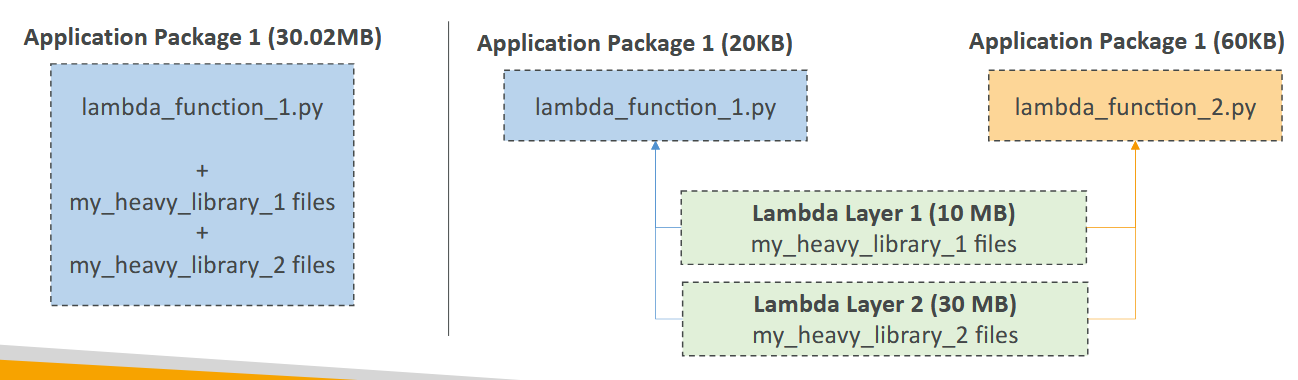 Application Package 1 (30.02MB)
lambda_function_1.py
+
my_heavy_library_1 files
+
my_heavy_library_2 files
Application Package 1 (20KB)
lambda_function_1.py
Application Package 1 (60KB)
lambda_function_2.py
Lambda Layer 1 (10 MB)
my_heavy_library_1 files
Lambda Layer 2 (30 MB)
my_heavy_library_2 files